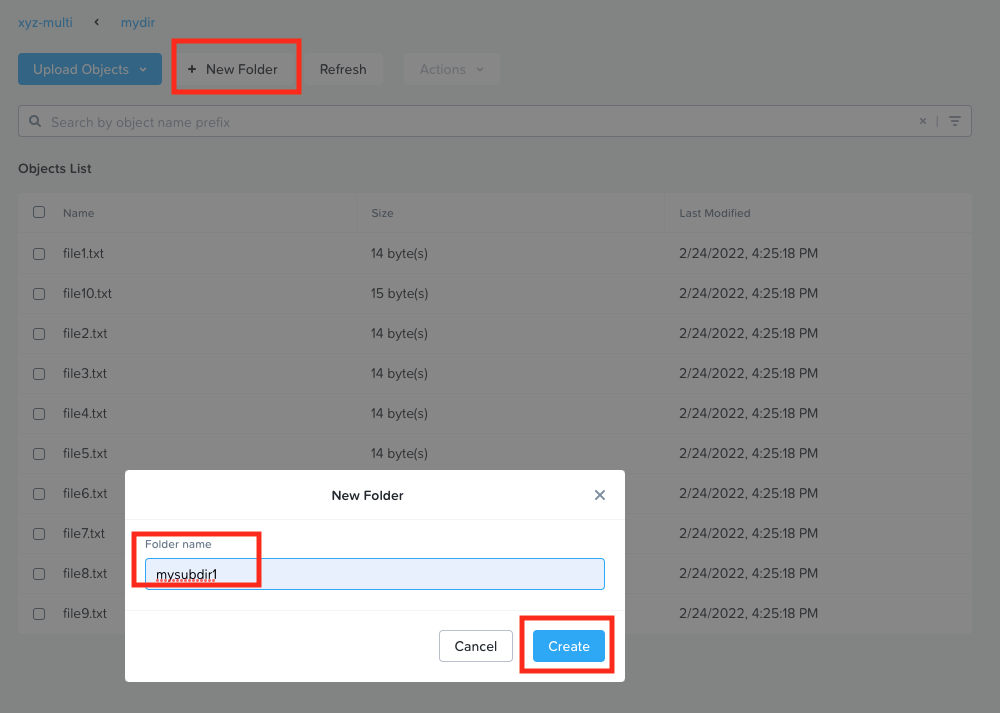 xyz-multi mydir
Upload Objects + New Folder Refresh Actions
Search by object name prefix
Objects List
Name Size Last Modified
file1.txt 14 byte(s) 2/24/2022, 4:25:18 PM
file10.txt 15 byte(s) 2/24/2022, 4:25:18 PM
file2.txt 14 byte(s) 2/24/2022, 4:25:18 PM
file3.txt 14 byte(s) 2/24/2022, 4:25:18 PM
file4.txt 14 byte(s) 2/24/2022, 4:25:18 PM
file5.txt 14 byte(s) 2/24/2022, 4:25:18 PM
file6.txt 2/24/2022, 4:25:18 PM
file7.txt 2/24/2022, 4:25:18 PM
file8.txt 2/24/2022, 4:25:18 PM
file9.txt 2/24/2022, 4:25:18 PM
New Folder
Folder name
mysubdir1
Cancel Create